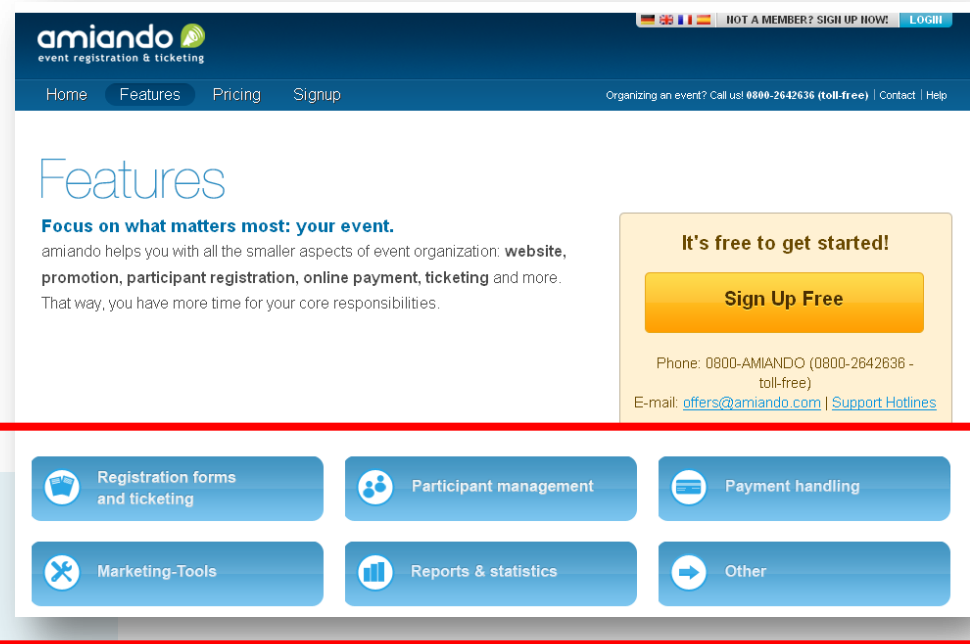 NOT A MEMBER? SIGN UP NOW! LOGIN
amiando
event registration & ticketing
Home Features Pricing Signup
Organizing an event? Call us! 0800-2642636 (toll-free) | Contact | Help
Features
Focus on what matters most: your event.
amiando helps you with all the smaller aspects of event organization: website,
promotion, participant registration, online payment, ticketing and more.
That way, you have more time for your core responsibilities.
It's free to get started!
Sign Up Free
Phone: 0800-AMIANDO (0800-2642636 -
toll-free)
E-mail: offers@amiando.com | Support Hotlines
Registration forms
and ticketing
Participant management
Payment handling
Marketing-Tools
Reports & statistics
Other